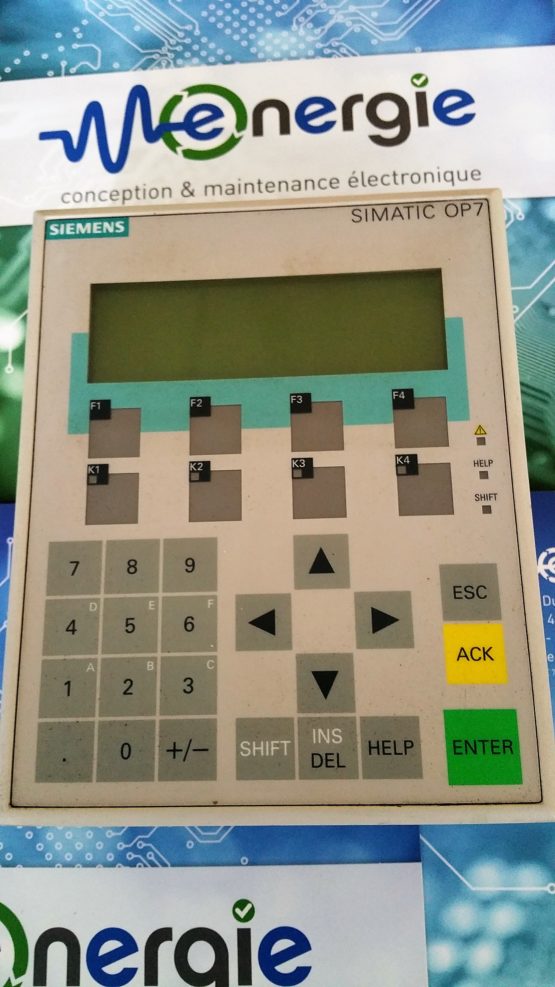 energie
conception & maintenance électronique
SIEMENS
SIMATIC OP7
F1
F2
F3
F4
K1
K2
K3
K4
HELP
SHIFT
7
8
9
4
D
5
E
6
F
1
A
2
B
3
C
.
0
+/−
ESC
ACK
SHIFT
INS
DEL
HELP
ENTER
nergie